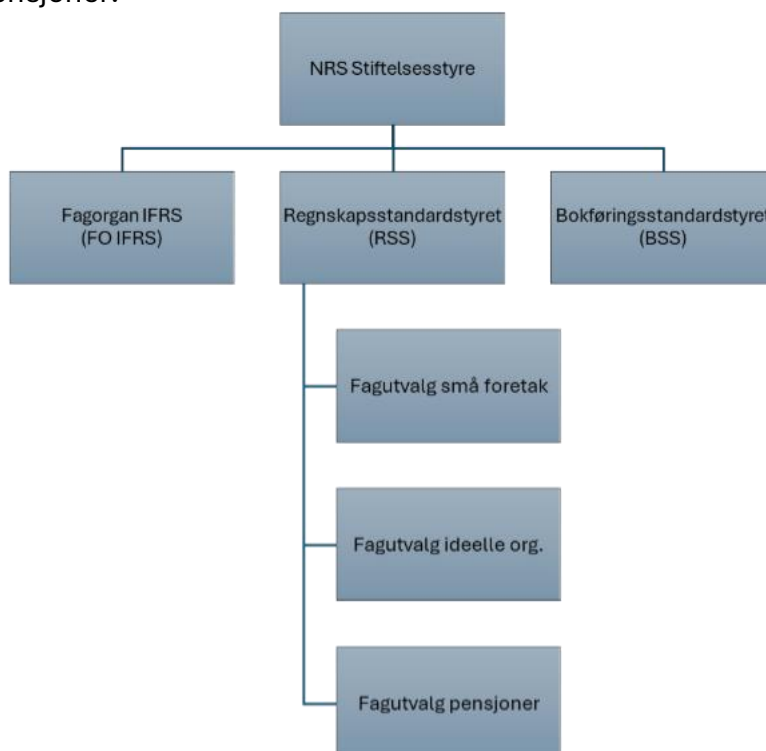 NRS Stiftelsesstyre
Fagorgan IFRS
(FO IFRS)
Regnskapsstandardstyret
(RSS)
Bokføringsstandardstyret
(BSS)
Fagutvalg små foretak
Fagutvalg ideelle org.
Fagutvalg pensjoner